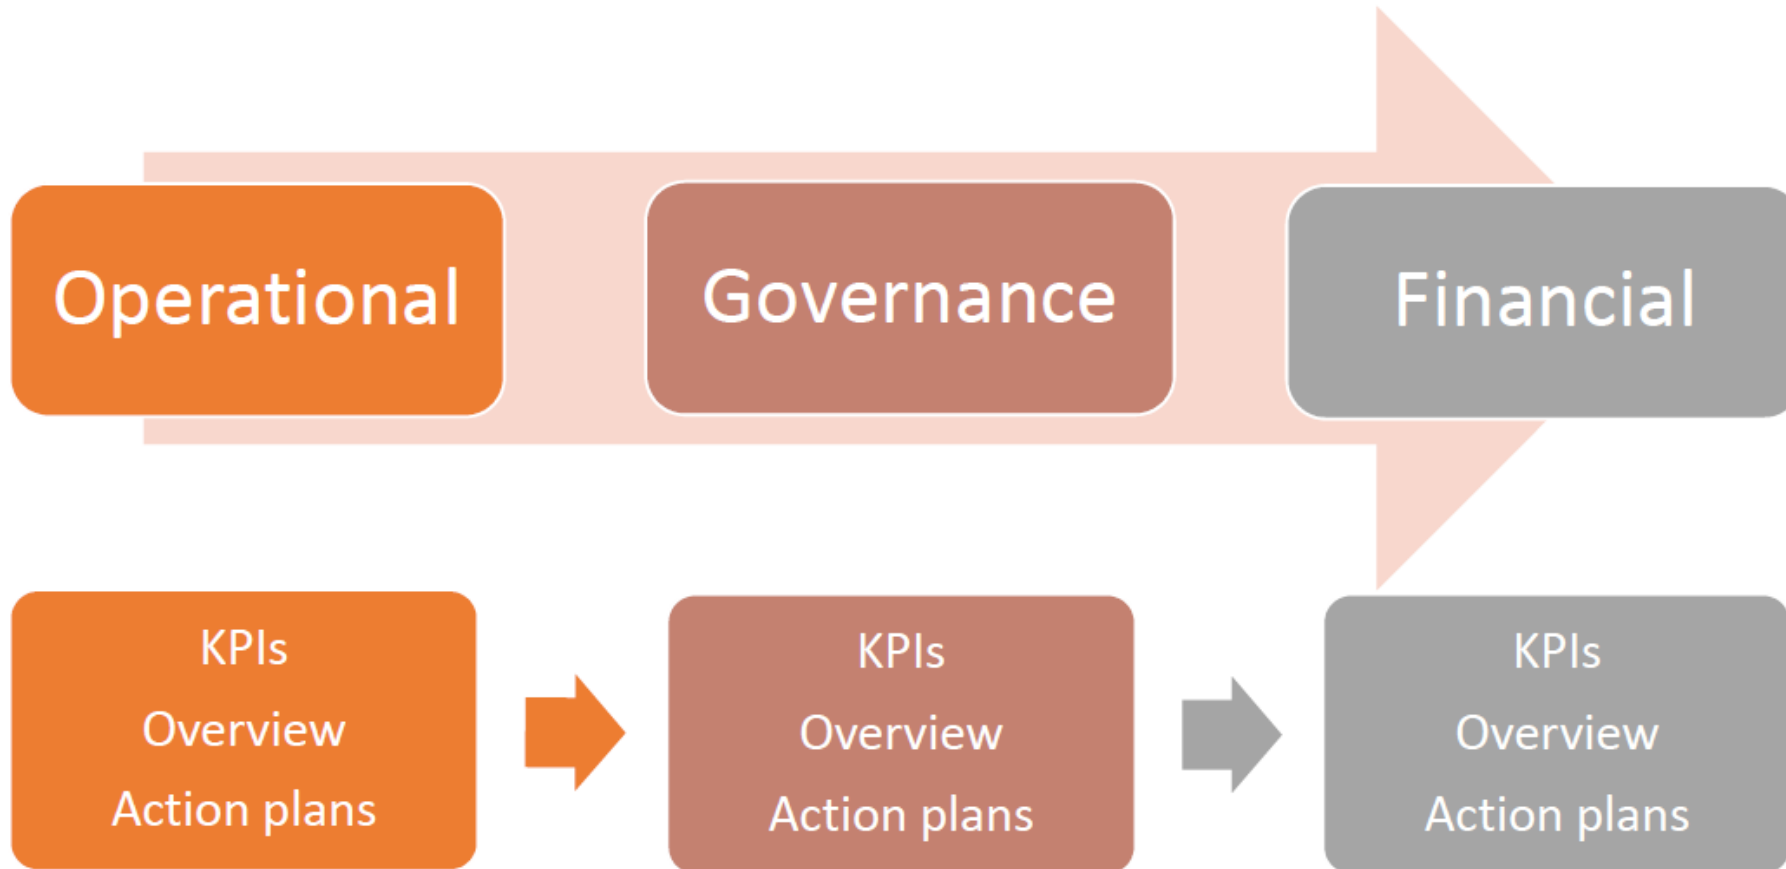 Operational
Governance
Financial
KPIs
Overview
Action plans
KPIs
Overview
Action plans
KPIs
Overview
Action plans